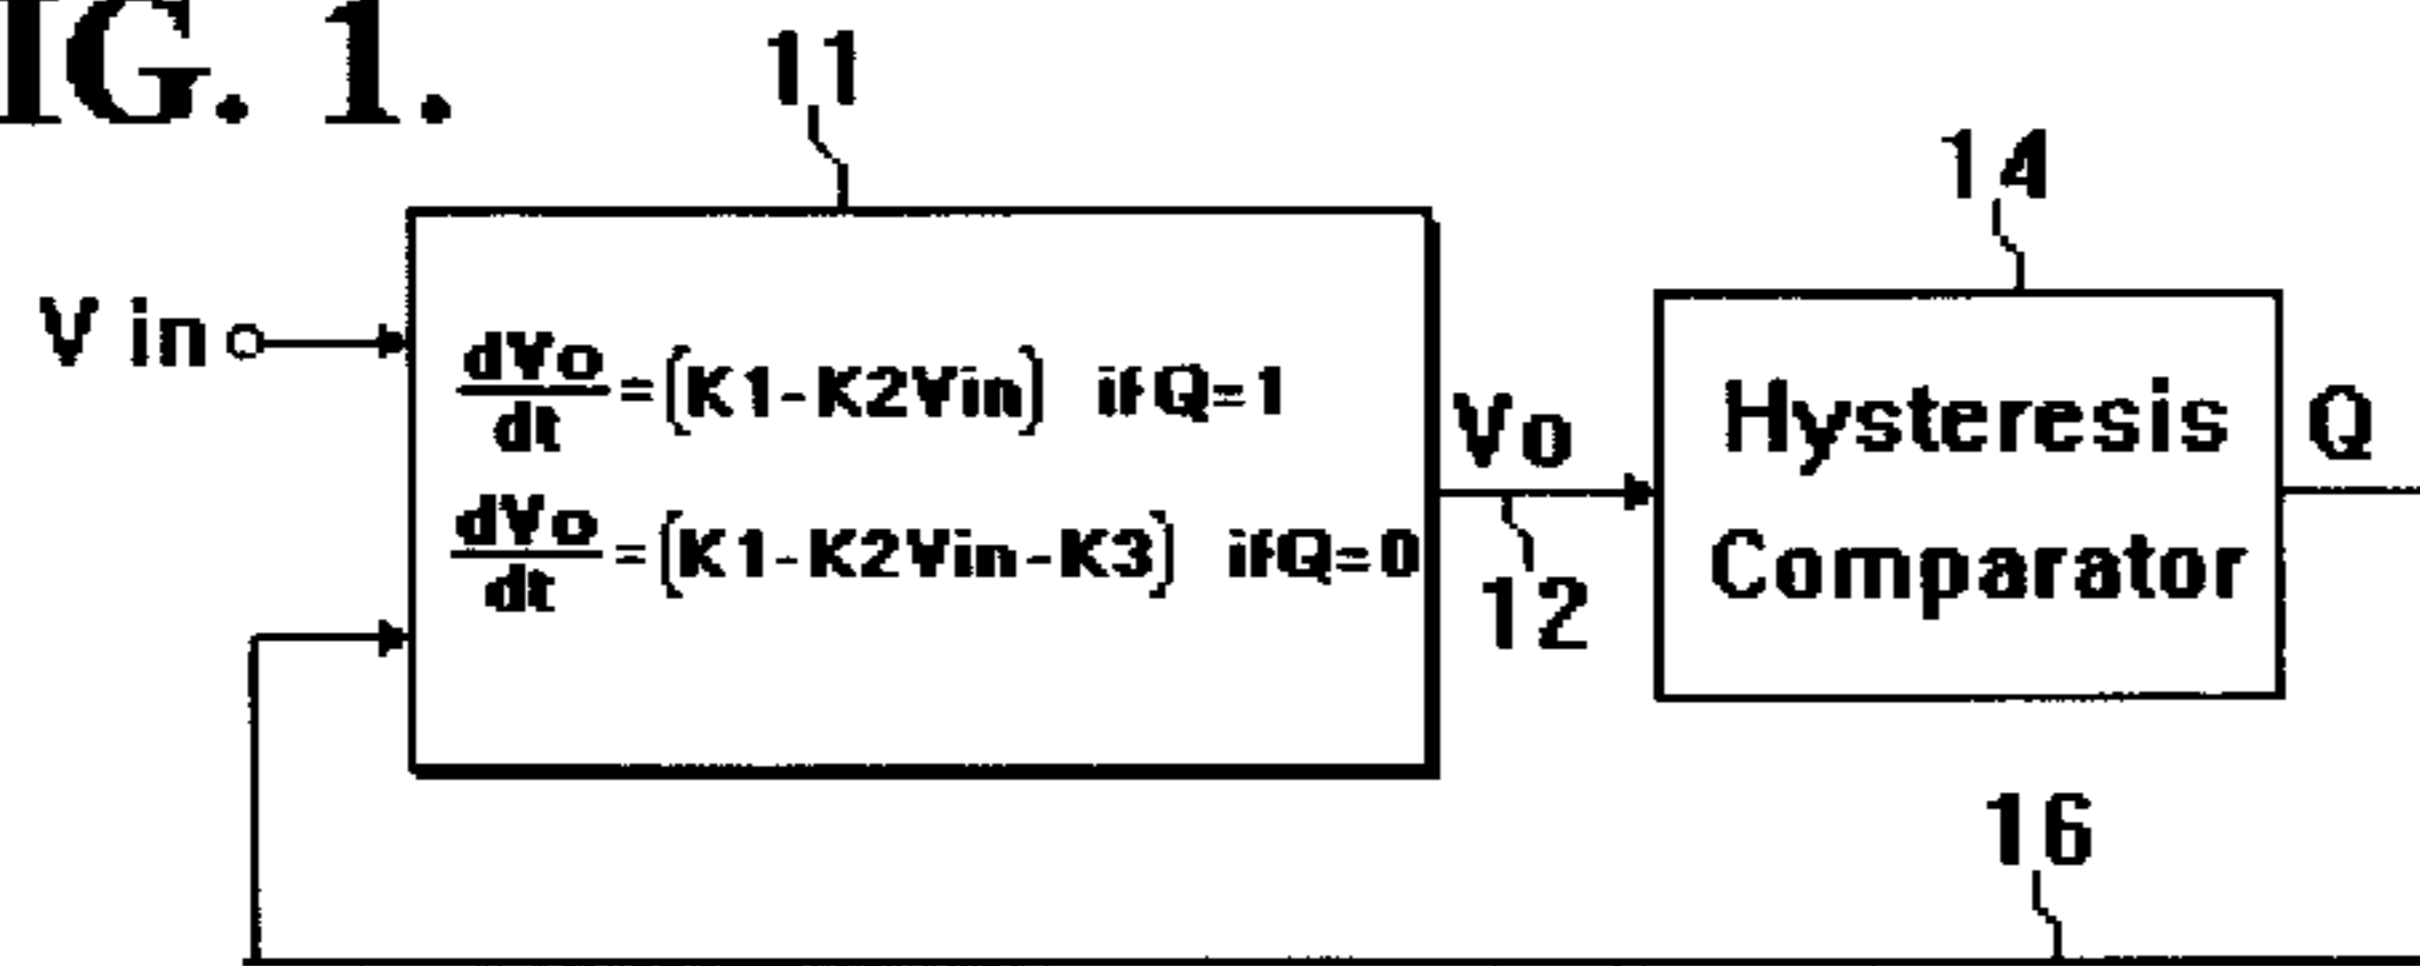 IG. 1.
11
14
V in
dVo/dt = (K1-K2Vin) if Q=1
Vo
Hysteresis
Q
dVo/dt = (K1-K2Vin-K3) if Q=0
Comparator
12
16